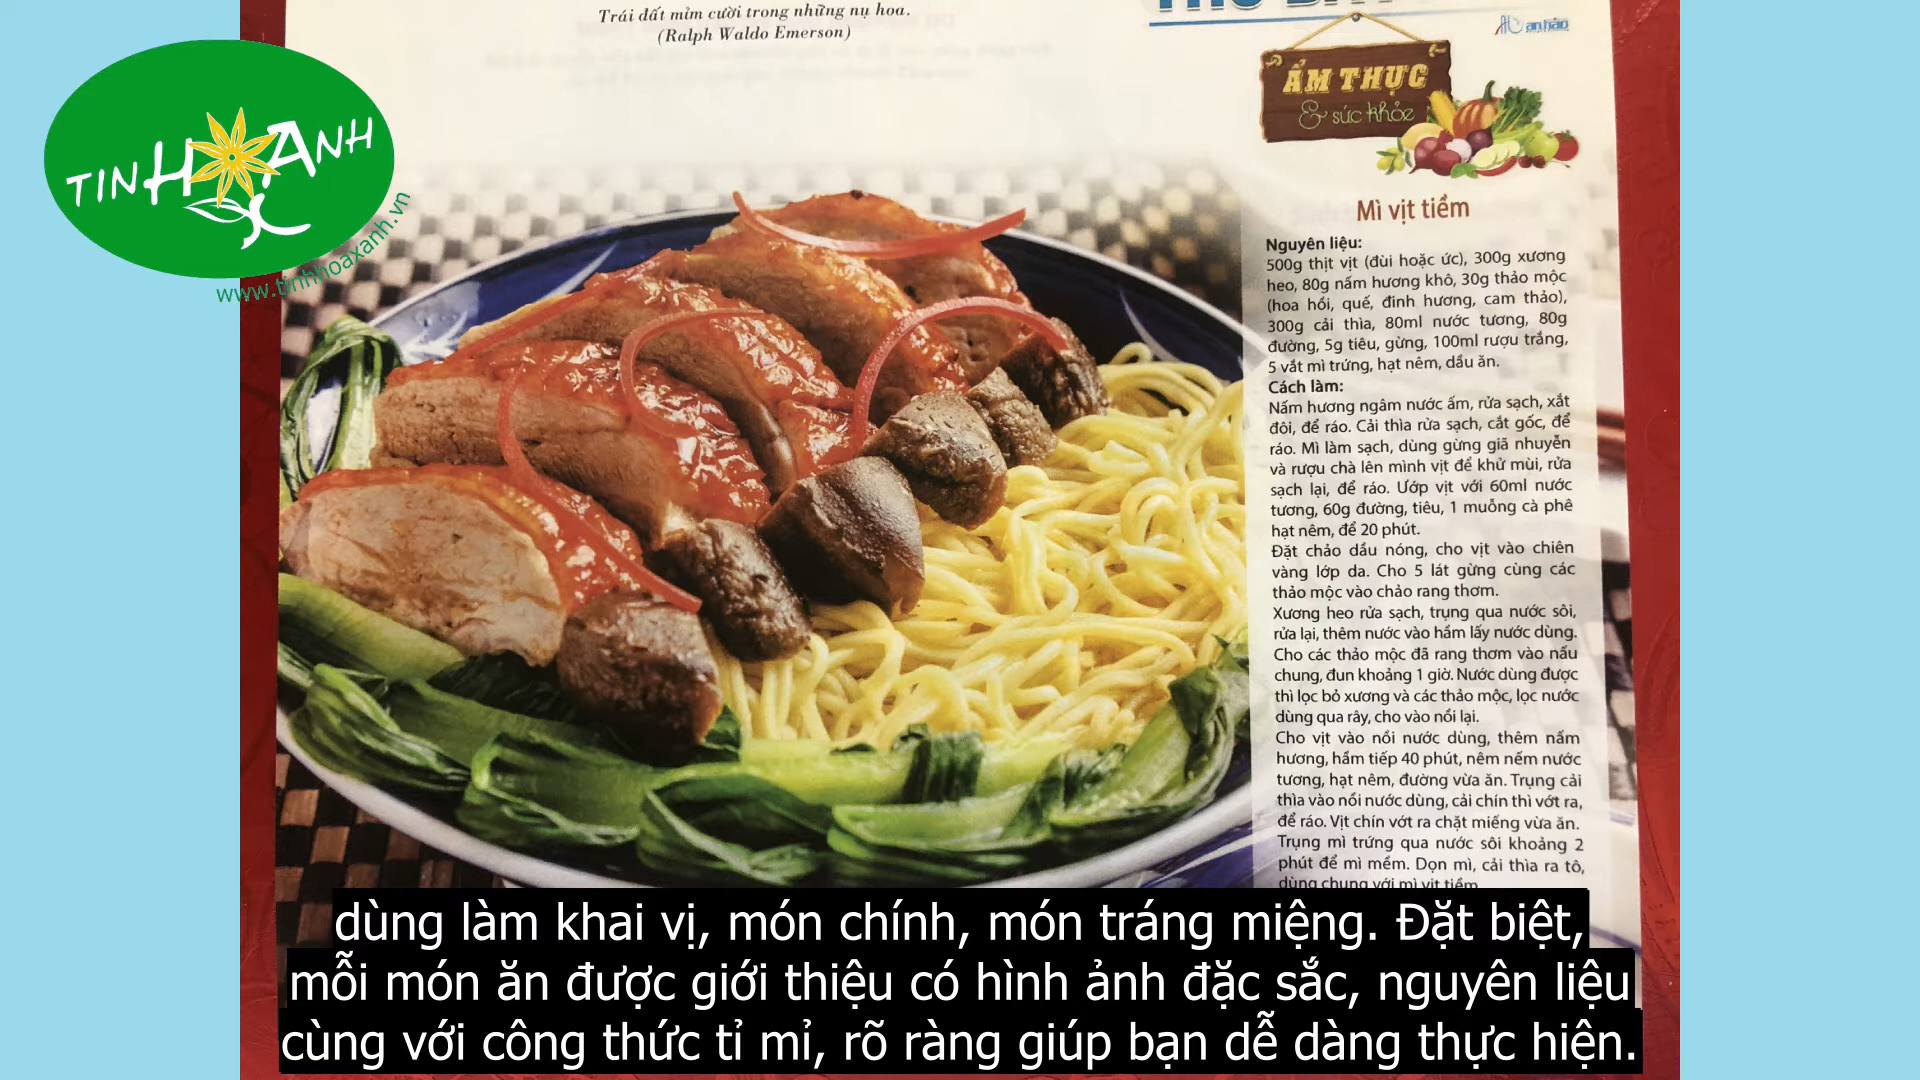 Trái đất mỉm cười trong những nụ hoa.
(Ralph Waldo Emerson)
an hảo
ẨM THỰC
& sức khỏe
TINH HOA XANH
www.tinhhoaxanh.vn
Mì vịt tiềm
Nguyên liệu:
500g thịt vịt (đùi hoặc ức), 300g xương
heo, 80g nấm hương khô, 30g thảo mộc
(hoa hồi, quế, đinh hương, cam thảo),
300g cải thìa, 80ml nước tương, 80g
đường, 5g tiêu, gừng, 100ml rượu trắng,
5 vắt mì trứng, hạt nêm, dầu ăn.
Cách làm:
Nấm hương ngâm nước ấm, rửa sạch, xắt
đôi, để ráo. Cải thìa rửa sạch, cắt gốc, để
ráo. Mì làm sạch, dùng gừng giã nhuyễn
và rượu chà lên mình vịt để khử mùi, rửa
sạch lại, để ráo. Ướp vịt với 60ml nước
tương, 60g đường, tiêu, 1 muỗng cà phê
hạt nêm, để 20 phút.
Đặt chảo dầu nóng, cho vịt vào chiên
vàng lớp da. Cho 5 lát gừng cùng các
thảo mộc vào chảo rang thơm.
Xương heo rửa sạch, trụng qua nước sôi,
rửa lại, thêm nước vào hầm lấy nước dùng.
Cho các thảo mộc đã rang thơm vào nấu
chung, đun khoảng 1 giờ. Nước dùng được
thì lọc bỏ xương và các thảo mộc, lọc nước
dùng qua rây, cho vào nồi lại.
Cho vịt vào nồi nước dùng, thêm nấm
hương, hầm tiếp 40 phút, nêm nếm nước
tương, hạt nêm, đường vừa ăn. Trụng cải
thìa vào nồi nước dùng, cải chín thì vớt ra,
để ráo. Vịt chín vớt ra chặt miếng vừa ăn.
Trụng mì trứng qua nước sôi khoảng 2
phút để mì mềm. Dọn mì, cải thìa ra tô,
dùng chung với mì vịt tiềm
dùng làm khai vị, món chính, món tráng miệng. Đặt biệt,
mỗi món ăn được giới thiệu có hình ảnh đặc sắc, nguyên liệu
cùng với công thức tỉ mỉ, rõ ràng giúp bạn dễ dàng thực hiện.